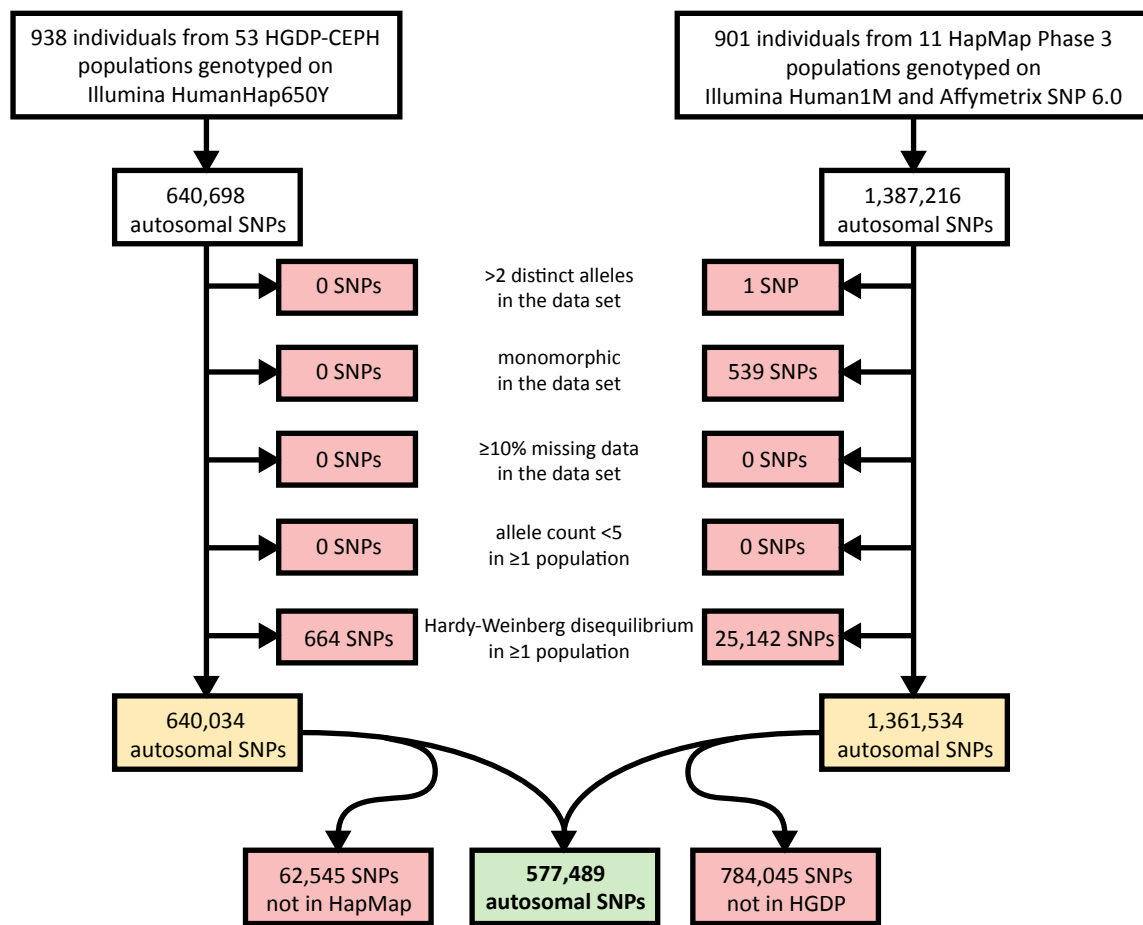 938 individuals from 53 HGDP-CEPH
populations genotyped on
Illumina HumanHap650Y
901 individuals from 11 HapMap Phase 3
populations genotyped on
Illumina Human1M and Affymetrix SNP 6.0
640,698
autosomal SNPs
1,387,216
autosomal SNPs
0 SNPs
>2 distinct alleles
in the data set
1 SNP
0 SNPs
monomorphic
in the data set
539 SNPs
0 SNPs
≥10% missing data
in the data set
0 SNPs
0 SNPs
allele count <5
in ≥1 population
0 SNPs
664 SNPs
Hardy-Weinberg disequilibrium
in ≥1 population
25,142 SNPs
640,034
autosomal SNPs
1,361,534
autosomal SNPs
62,545 SNPs
not in HapMap
577,489
autosomal SNPs
784,045 SNPs
not in HGDP